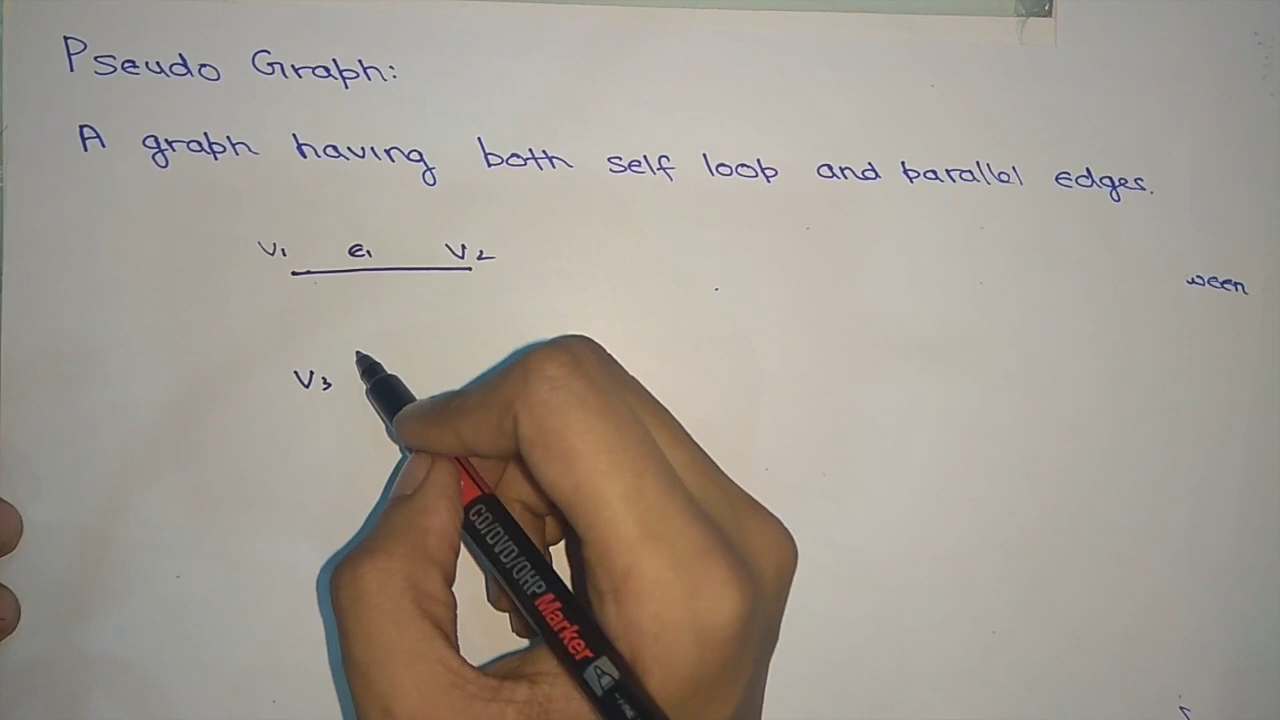 Pseudo Graph:
A graph having both self loop and parallel Edges.
V1 e1 V2
ween
V3
CD/DVD/OHP Marker